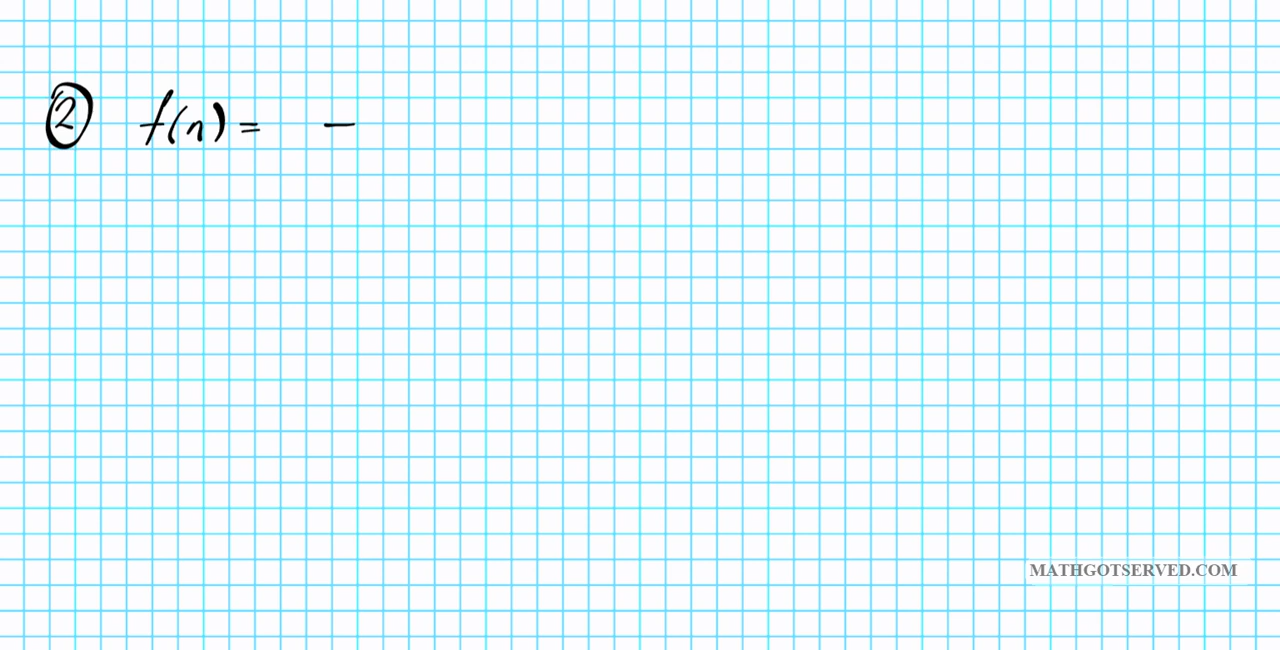 ② f(n) = —
MATHGOTSERVED.COM